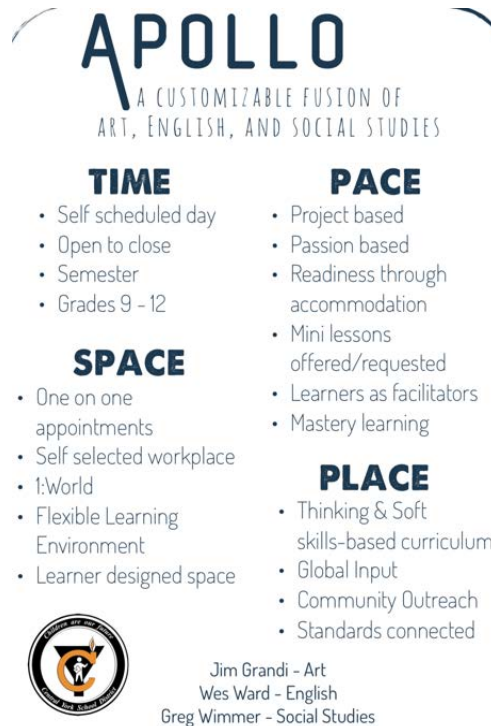 APOLLO
A CUSTOMIZABLE FUSION OF
ART, ENGLISH, AND SOCIAL STUDIES
TIME
• Self scheduled day
• Open to close
• Semester
• Grades 9 - 12
SPACE
• One on one
appointments
• Self selected workplace
• 1:World
• Flexible Learning
Environment
• Learner designed space
PACE
• Project based
• Passion based
• Readiness through
accommodation
• Mini lessons
offered/requested
• Learners as facilitators
• Mastery learning
PLACE
• Thinking & Soft
skills-based curriculum
• Global Input
• Community Outreach
• Standards connected
Children are our Future
Central York School District
Jim Grandi - Art
Wes Ward - English
Greg Wimmer - Social Studies